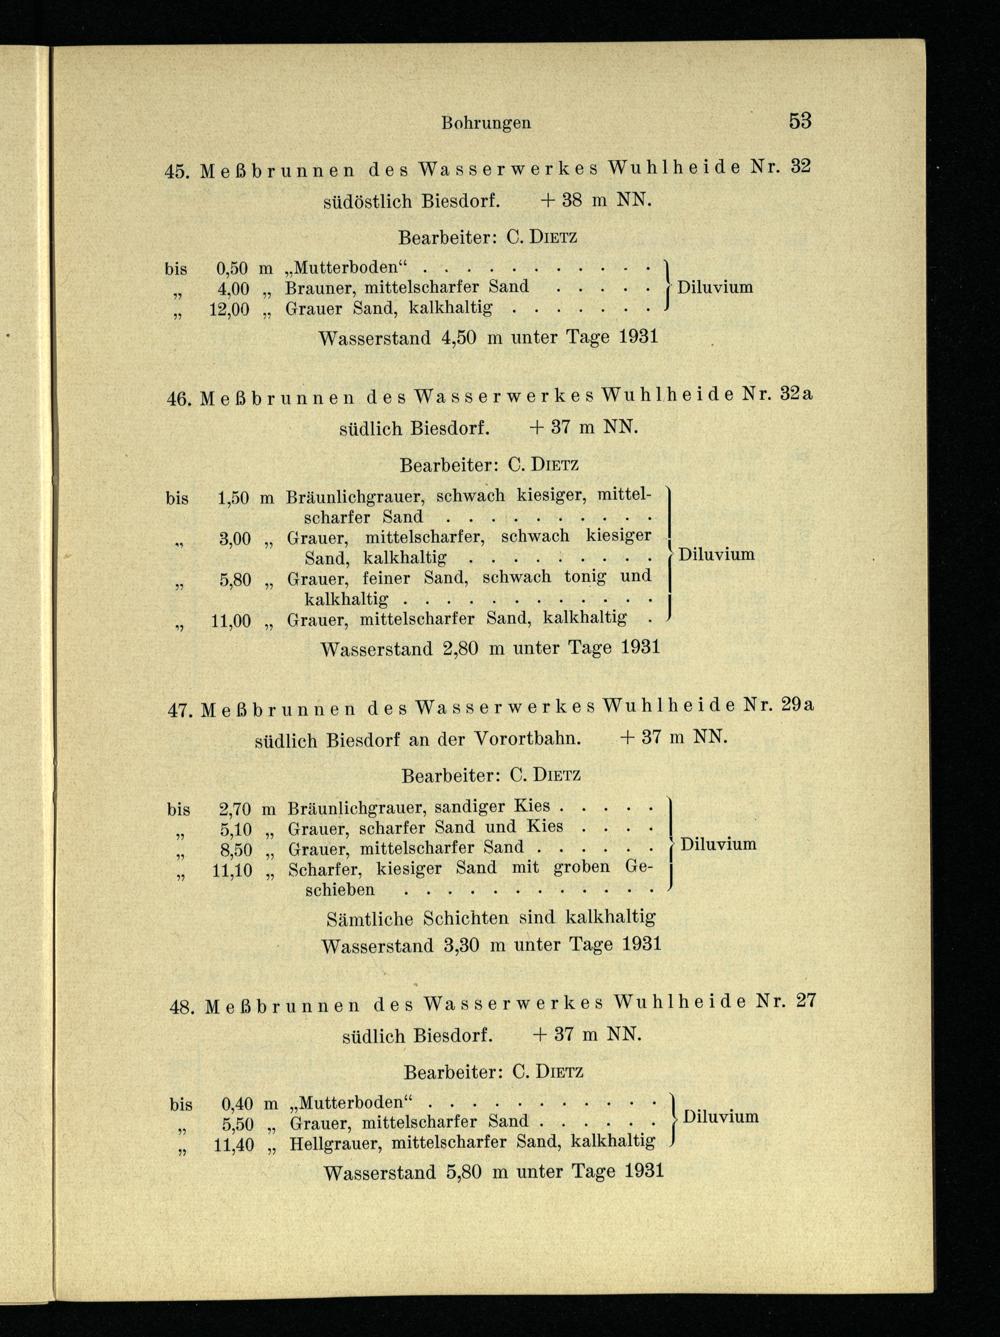 Bohrungen 53
45. Meßbrunnen des Wasserwerkes Wuhlheide Nr. 32
südöstlich Biesdorf. + 38 m NN.
Bearbeiter: C. DIETZ
bis 0,50 m „Mutterboden“ . . . . . . . . . . .
„ 4,00 „ Brauner, mittelscharfer Sand . . . . . } Diluvium
„ 12,00 „ Grauer Sand, kalkhaltig . . . . . . .
Wasserstand 4,50 m unter Tage 1931
46. Meßbrunnen des Wasserwerkes Wuhlheide Nr. 32a
südlich Biesdorf. + 37 m NN.
Bearbeiter: C. DIETZ
bis 1,50 m Bräunlichgrauer, schwach kiesiger, mittel-
scharfer Sand . . . . . . . . . .
„ 3,00 „ Grauer, mittelscharfer, schwach kiesiger
Sand, kalkhaltig . . . . . . . . . } Diluvium
„ 5,80 „ Grauer, feiner Sand, schwach tonig und
kalkhaltig . . . . . . . . . . . .
„ 11,00 „ Grauer, mittelscharfer Sand, kalkhaltig .
Wasserstand 2,80 m unter Tage 1931
47. Meßbrunnen des Wasserwerkes Wuhlheide Nr. 29a
südlich Biesdorf an der Vorortbahn. + 37 m NN.
Bearbeiter: C. DIETZ
bis 2,70 m Bräunlichgrauer, sandiger Kies . . . . .
„ 5,10 „ Grauer, scharfer Sand und Kies . . . .
„ 8,50 „ Grauer, mittelscharfer Sand . . . . . . } Diluvium
„ 11,10 „ Scharfer, kiesiger Sand mit groben Ge-
schieben . . . . . . . . . . . .
Sämtliche Schichten sind kalkhaltig
Wasserstand 3,30 m unter Tage 1931
48. Meßbrunnen des Wasserwerkes Wuhlheide Nr. 27
südlich Biesdorf. + 37 m NN.
Bearbeiter: C. DIETZ
bis 0,40 m „Mutterboden“ . . . . . . . . . . .
„ 5,50 „ Grauer, mittelscharfer Sand . . . . . . } Diluvium
„ 11,40 „ Hellgrauer, mittelscharfer Sand, kalkhaltig
Wasserstand 5,80 m unter Tage 1931